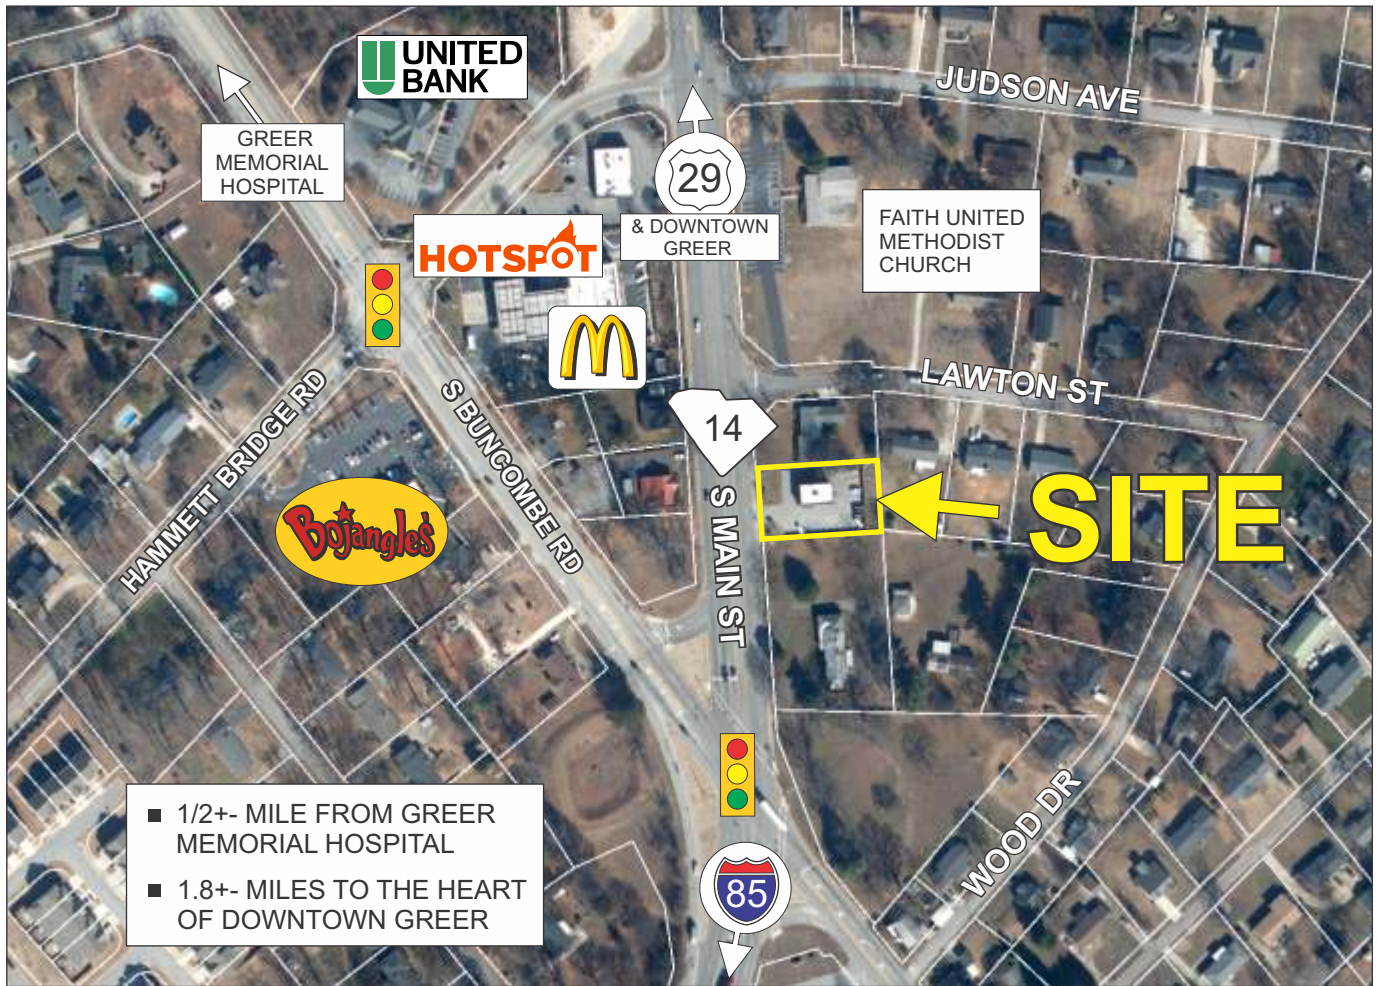 UNITED
BANK
JUDSON AVE
GREER
MEMORIAL
HOSPITAL
29
& DOWNTOWN
GREER
FAITH UNITED
METHODIST
CHURCH
HOTSPOT
M
LAWTON ST
14
S BUNCOMBE RD
HAMMETT BRIDGE RD
Bojangles'
S MAIN ST
SITE
WOOD DR
85
■ 1/2+- MILE FROM GREER
MEMORIAL HOSPITAL
■ 1.8+- MILES TO THE HEART
OF DOWNTOWN GREER